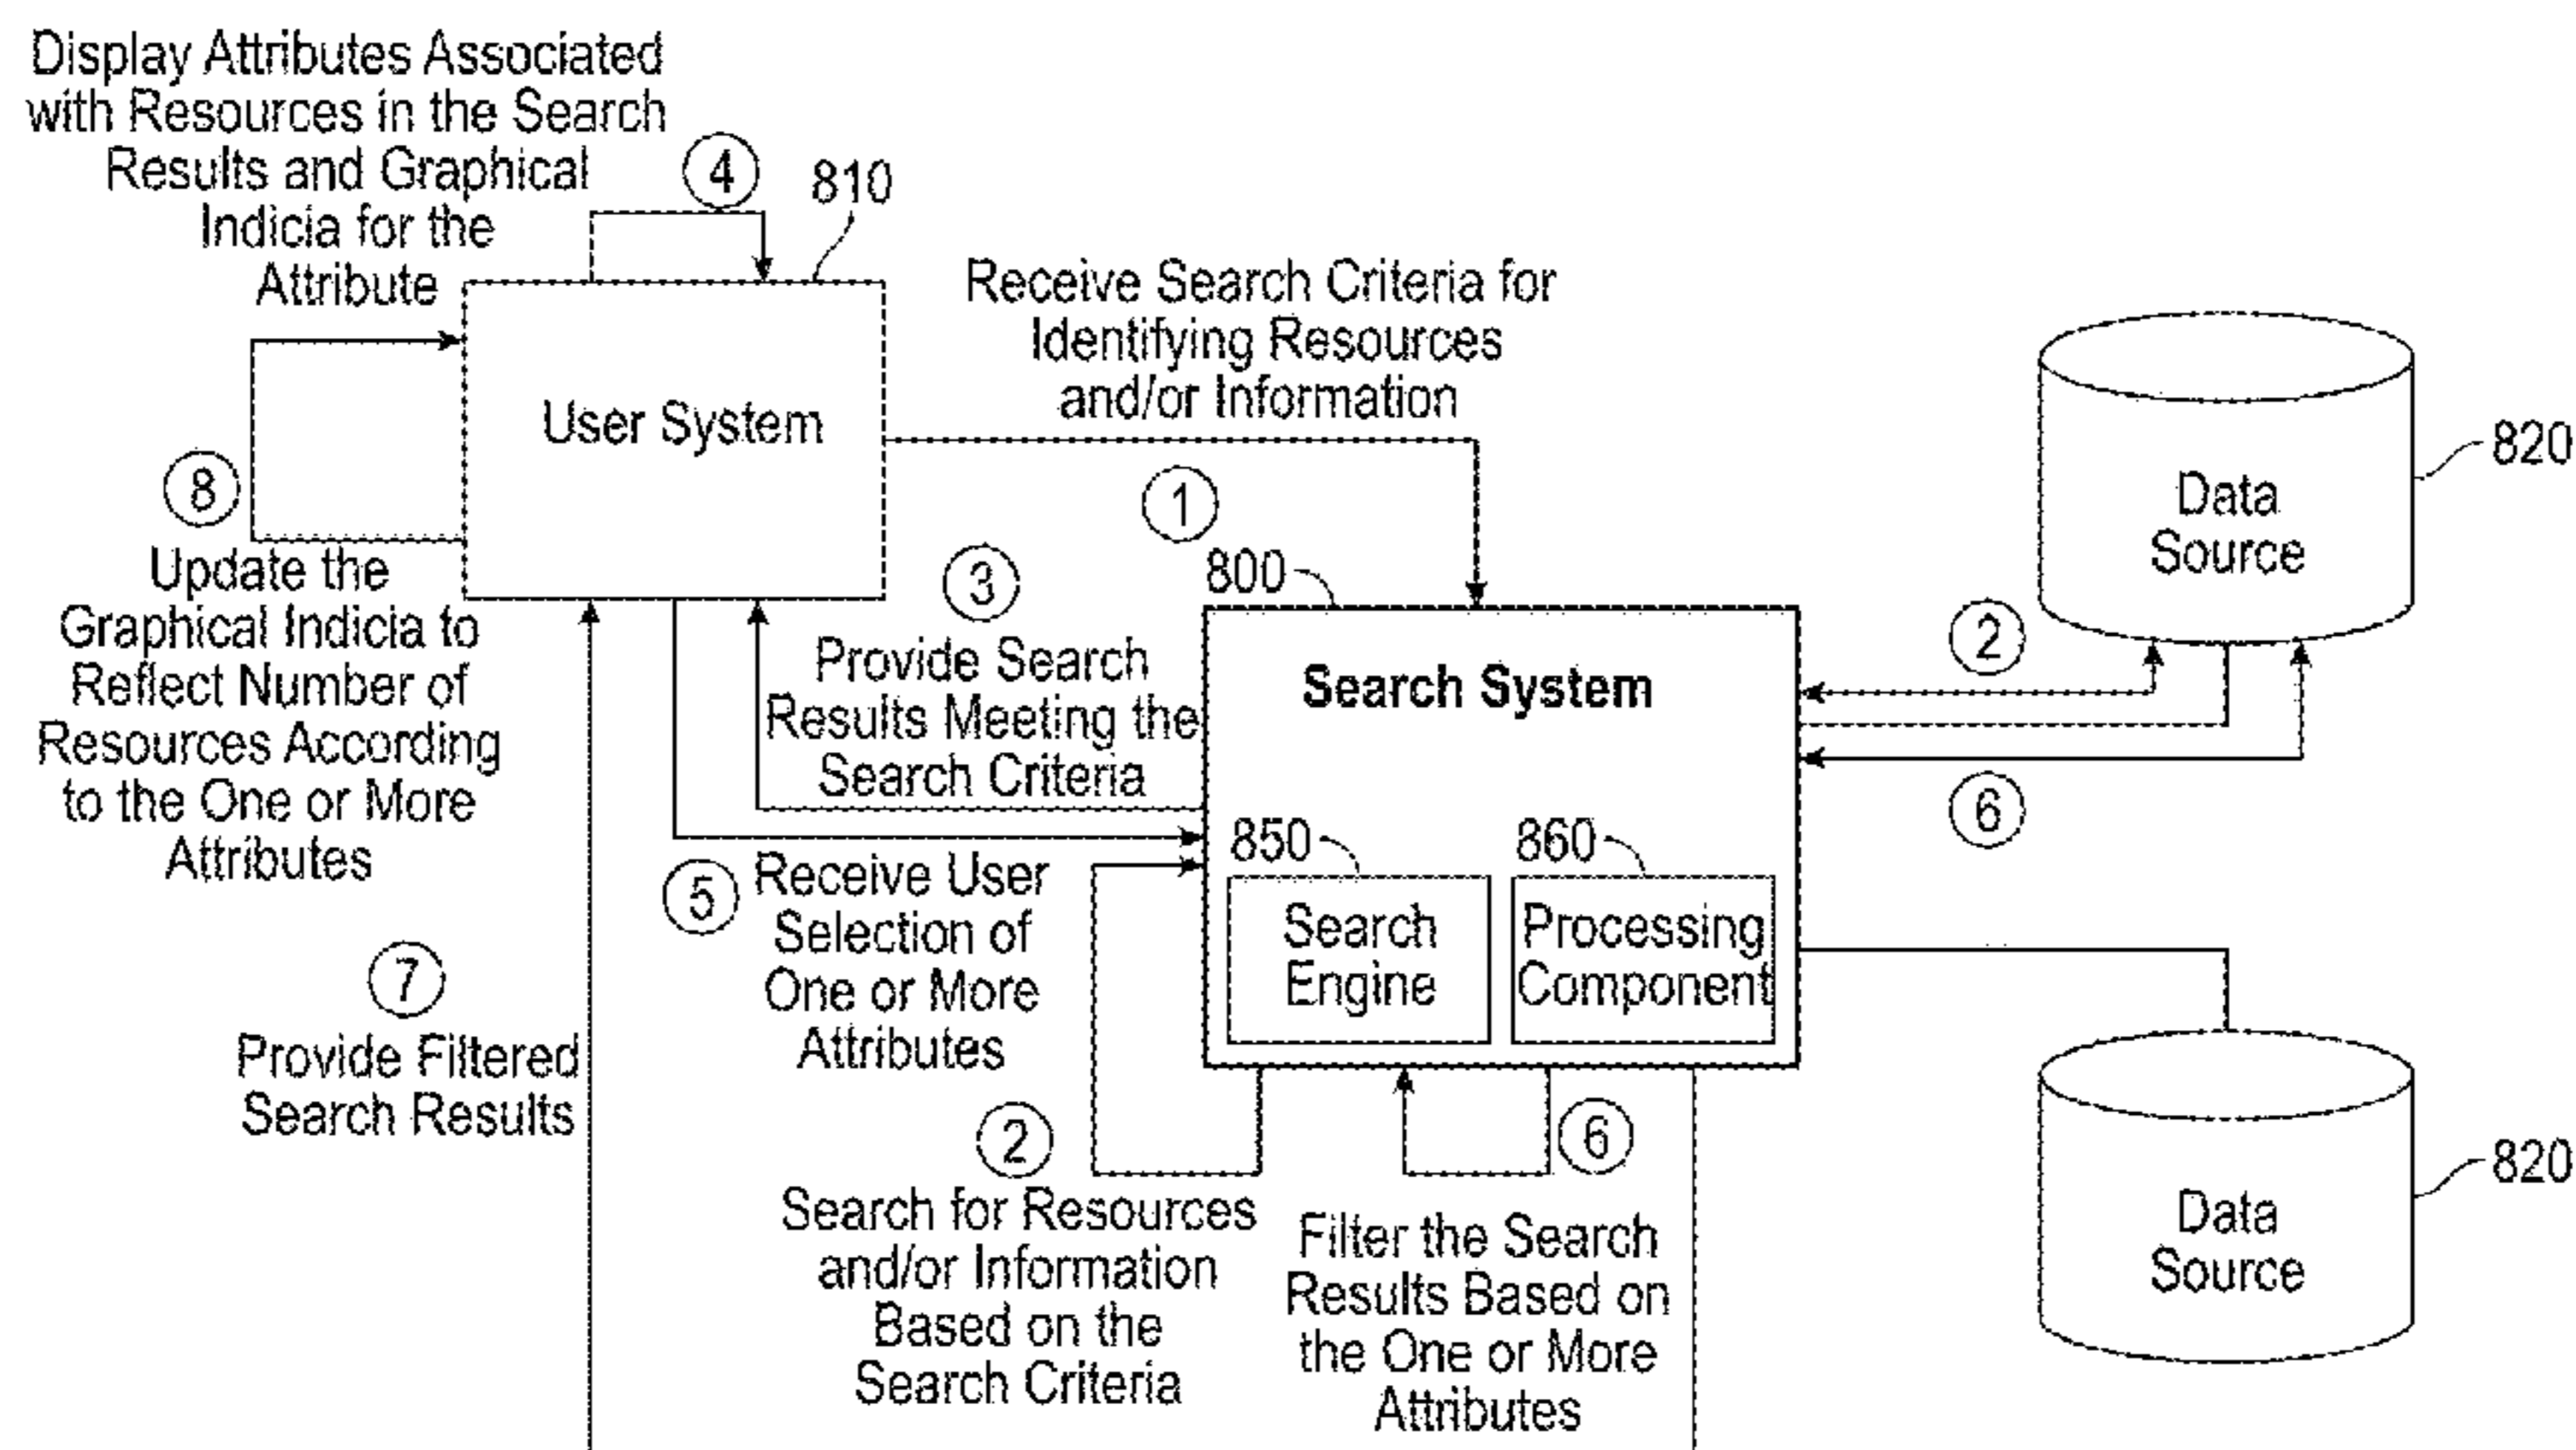 Display Attributes Associated
with Resources in the Search
Results and Graphical
Indicia for the
Attribute
4
810
User System
Receive Search Criteria for
Identifying Resources
and/or Information
1
8
Update the
Graphical Indicia to
Reflect Number of
Resources According
to the One or More
Attributes
3
Provide Search
Results Meeting the
Search Criteria
800
Search System
850
Search
Engine
860
Processing
Component
2
6
Data
Source
820
5
Receive User
Selection of
One or More
Attributes
7
Provide Filtered
Search Results
2
Search for Resources
and/or Information
Based on the
Search Criteria
6
Filter the Search
Results Based on
the One or More
Attributes
Data
Source
820